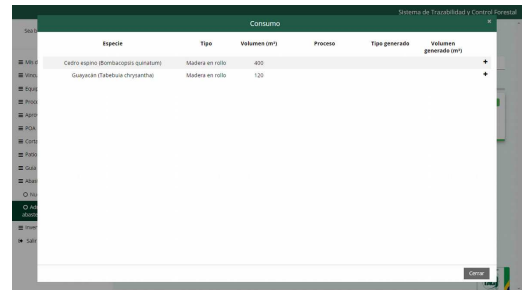 Sistema de Trazabilidad y Control Forestal
Consumo
×
Especie Tipo Volumen (m³) Proceso Tipo generado Volumen generado (m³)
Cedro espino (Bombacopsis quinatum) Madera en rollo 400 +
Guayacán (Tabebuia chrysantha) Madera en rollo 120 +
Cerrar
Salir